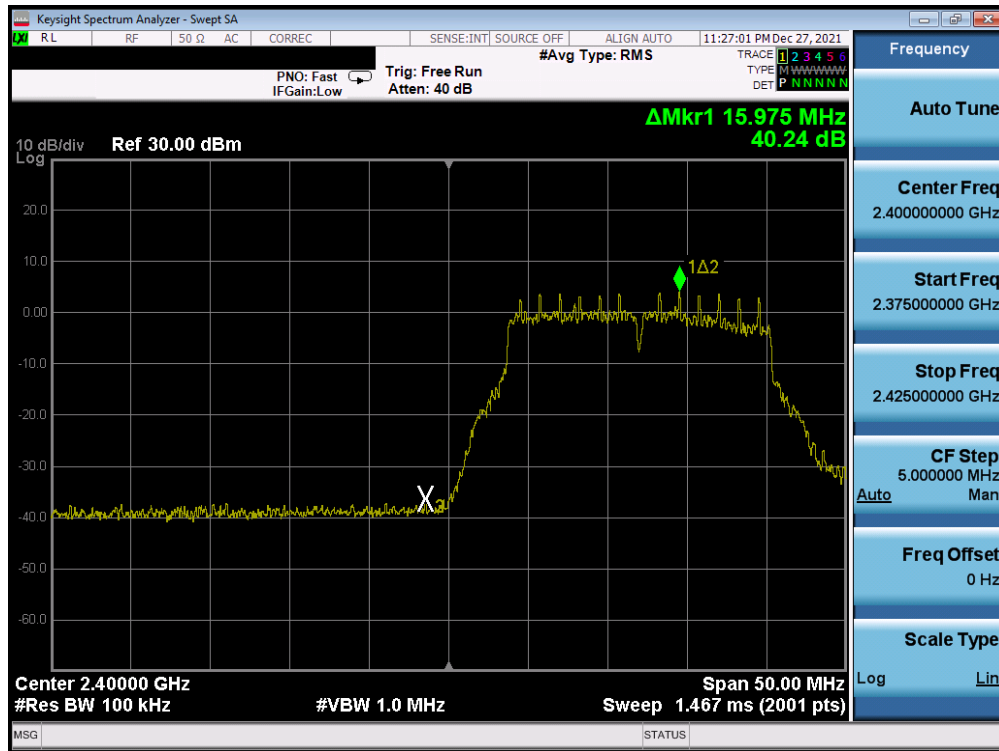 Keysight Spectrum Analyzer - Swept SA
LXI RL RF 50 Ω AC CORREC SENSE:INT SOURCE OFF ALIGN AUTO 11:27:01 PM Dec 27, 2021
#Avg Type: RMS
TRACE 1 2 3 4 5 6
PNO: Fast
Trig: Free Run
TYPE M WWWWW
IFGain:Low
Atten: 40 dB
DET P N N N N N
ΔMkr1 15.975 MHz
40.24 dB
10 dB/div Ref 30.00 dBm
Log
20.0
10.0
1Δ2
0.00
-10.0
-20.0
-30.0
X
-40.0
-50.0
-60.0
Center 2.40000 GHz Span 50.00 MHz
#Res BW 100 kHz #VBW 1.0 MHz Sweep 1.467 ms (2001 pts)
MSG STATUS
Frequency
Auto Tune
Center Freq
2.400000000 GHz
Start Freq
2.375000000 GHz
Stop Freq
2.425000000 GHz
CF Step
5.000000 MHz
Auto Man
Freq Offset
0 Hz
Scale Type
Log Lin